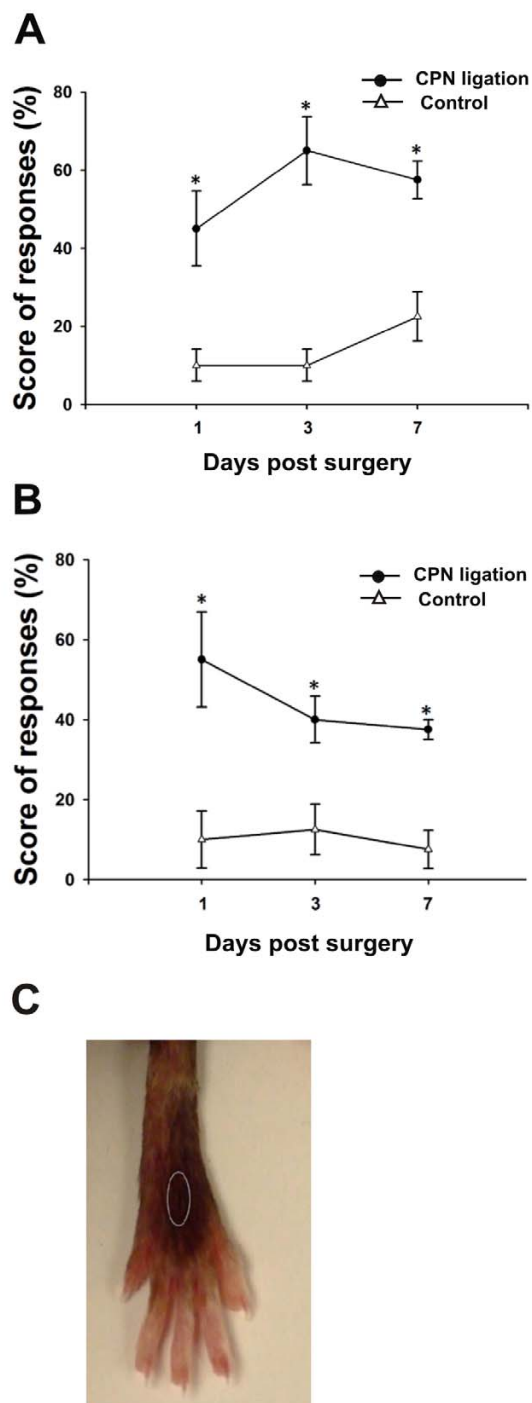 A
CPN ligation
Control
Score of responses (%)
80
*
*
*
60
40
20
0
1
3
7
Days post surgery
B
CPN ligation
Control
Score of responses (%)
80
*
*
*
60
40
20
0
1
3
7
Days post surgery
C